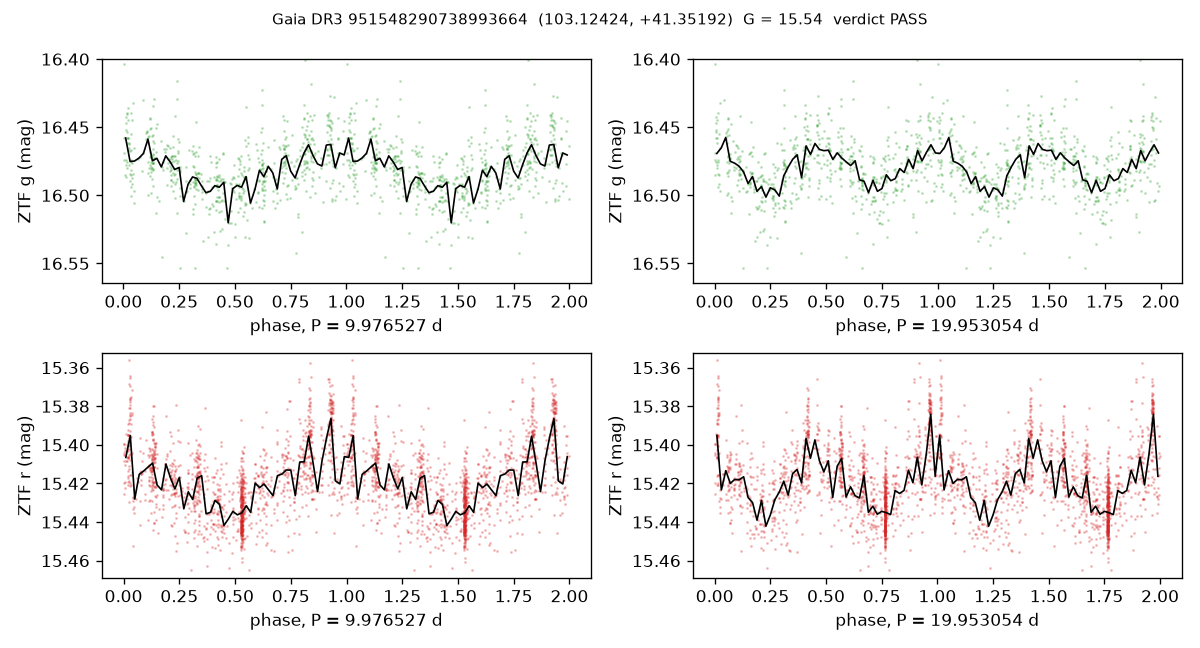 Gaia DR3 951548290738993664 (103.12424, +41.35192) G = 15.54 verdict PASS
16.40
16.45
16.50
16.55
ZTF g (mag)
0.00 0.25 0.50 0.75 1.00 1.25 1.50 1.75 2.00
phase, P = 9.976527 d
16.40
16.45
16.50
16.55
ZTF g (mag)
0.00 0.25 0.50 0.75 1.00 1.25 1.50 1.75 2.00
phase, P = 19.953054 d
15.36
15.38
15.40
15.42
15.44
15.46
ZTF r (mag)
0.00 0.25 0.50 0.75 1.00 1.25 1.50 1.75 2.00
phase, P = 9.976527 d
15.36
15.38
15.40
15.42
15.44
15.46
ZTF r (mag)
0.00 0.25 0.50 0.75 1.00 1.25 1.50 1.75 2.00
phase, P = 19.953054 d